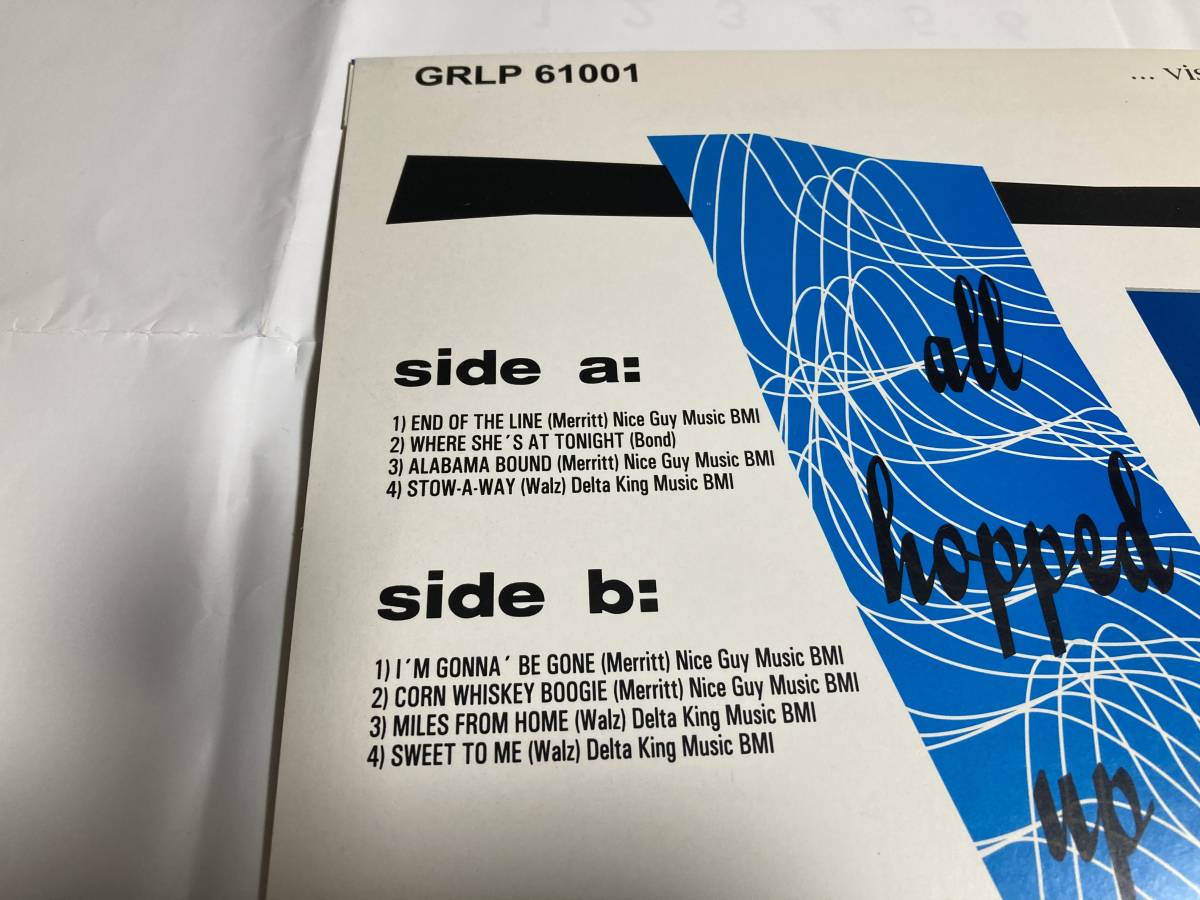 GRLP 61001
... vis
side a:
1) END OF THE LINE (Merritt) Nice Guy Music BMI
2) WHERE SHE´S AT TONIGHT (Bond)
3) ALABAMA BOUND (Merritt) Nice Guy Music BMI
4) STOW-A-WAY (Walz) Delta King Music BMI
side b:
1) I´M GONNA´ BE GONE (Merritt) Nice Guy Music BMI
2) CORN WHISKEY BOOGIE (Merritt) Nice Guy Music BMI
3) MILES FROM HOME (Walz) Delta King Music BMI
4) SWEET TO ME (Walz) Delta King Music BMI
all
hopped
up